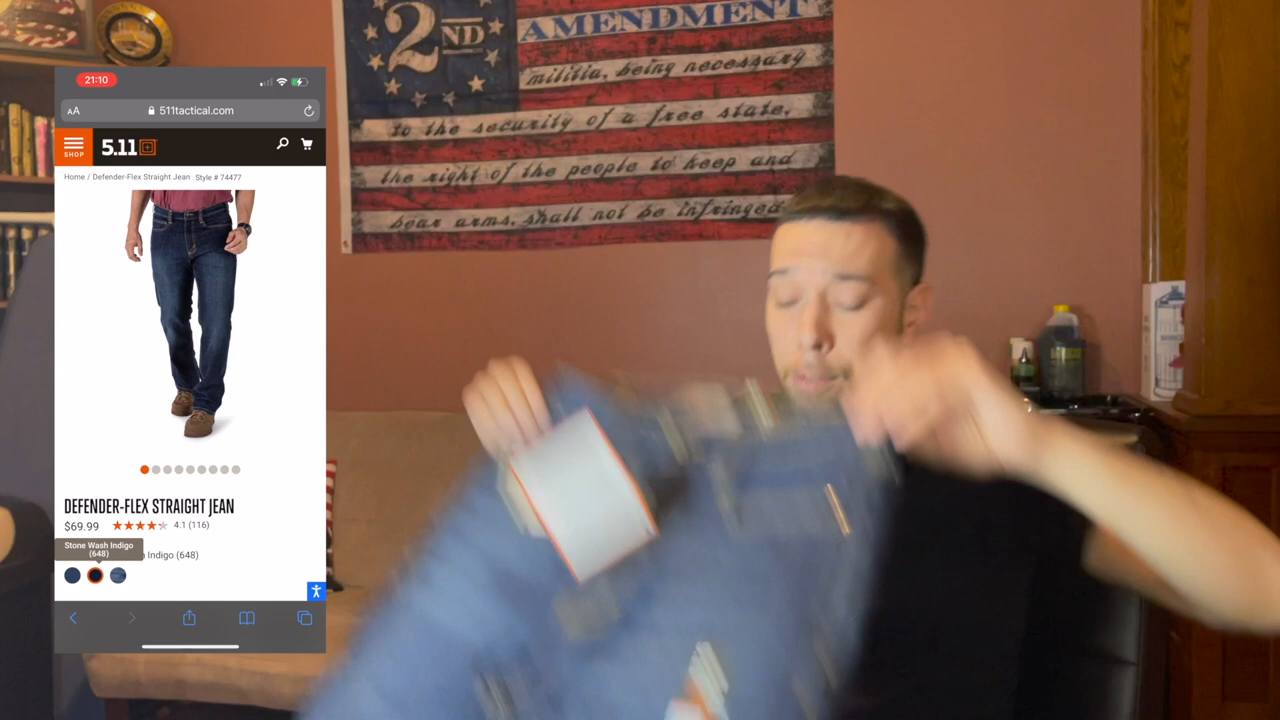 2ND AMENDMENT
militia, being necessary
to the security of a free state,
the right of the people to keep and
bear arms, shall not be infringed
21:10
AA 511tactical.com
SHOP 5.11
Home / Defender-Flex Straight Jean Style # 74477
DEFENDER-FLEX STRAIGHT JEAN
$69.99 4.1 (116)
Stone Wash Indigo
(648)
Indigo (648)